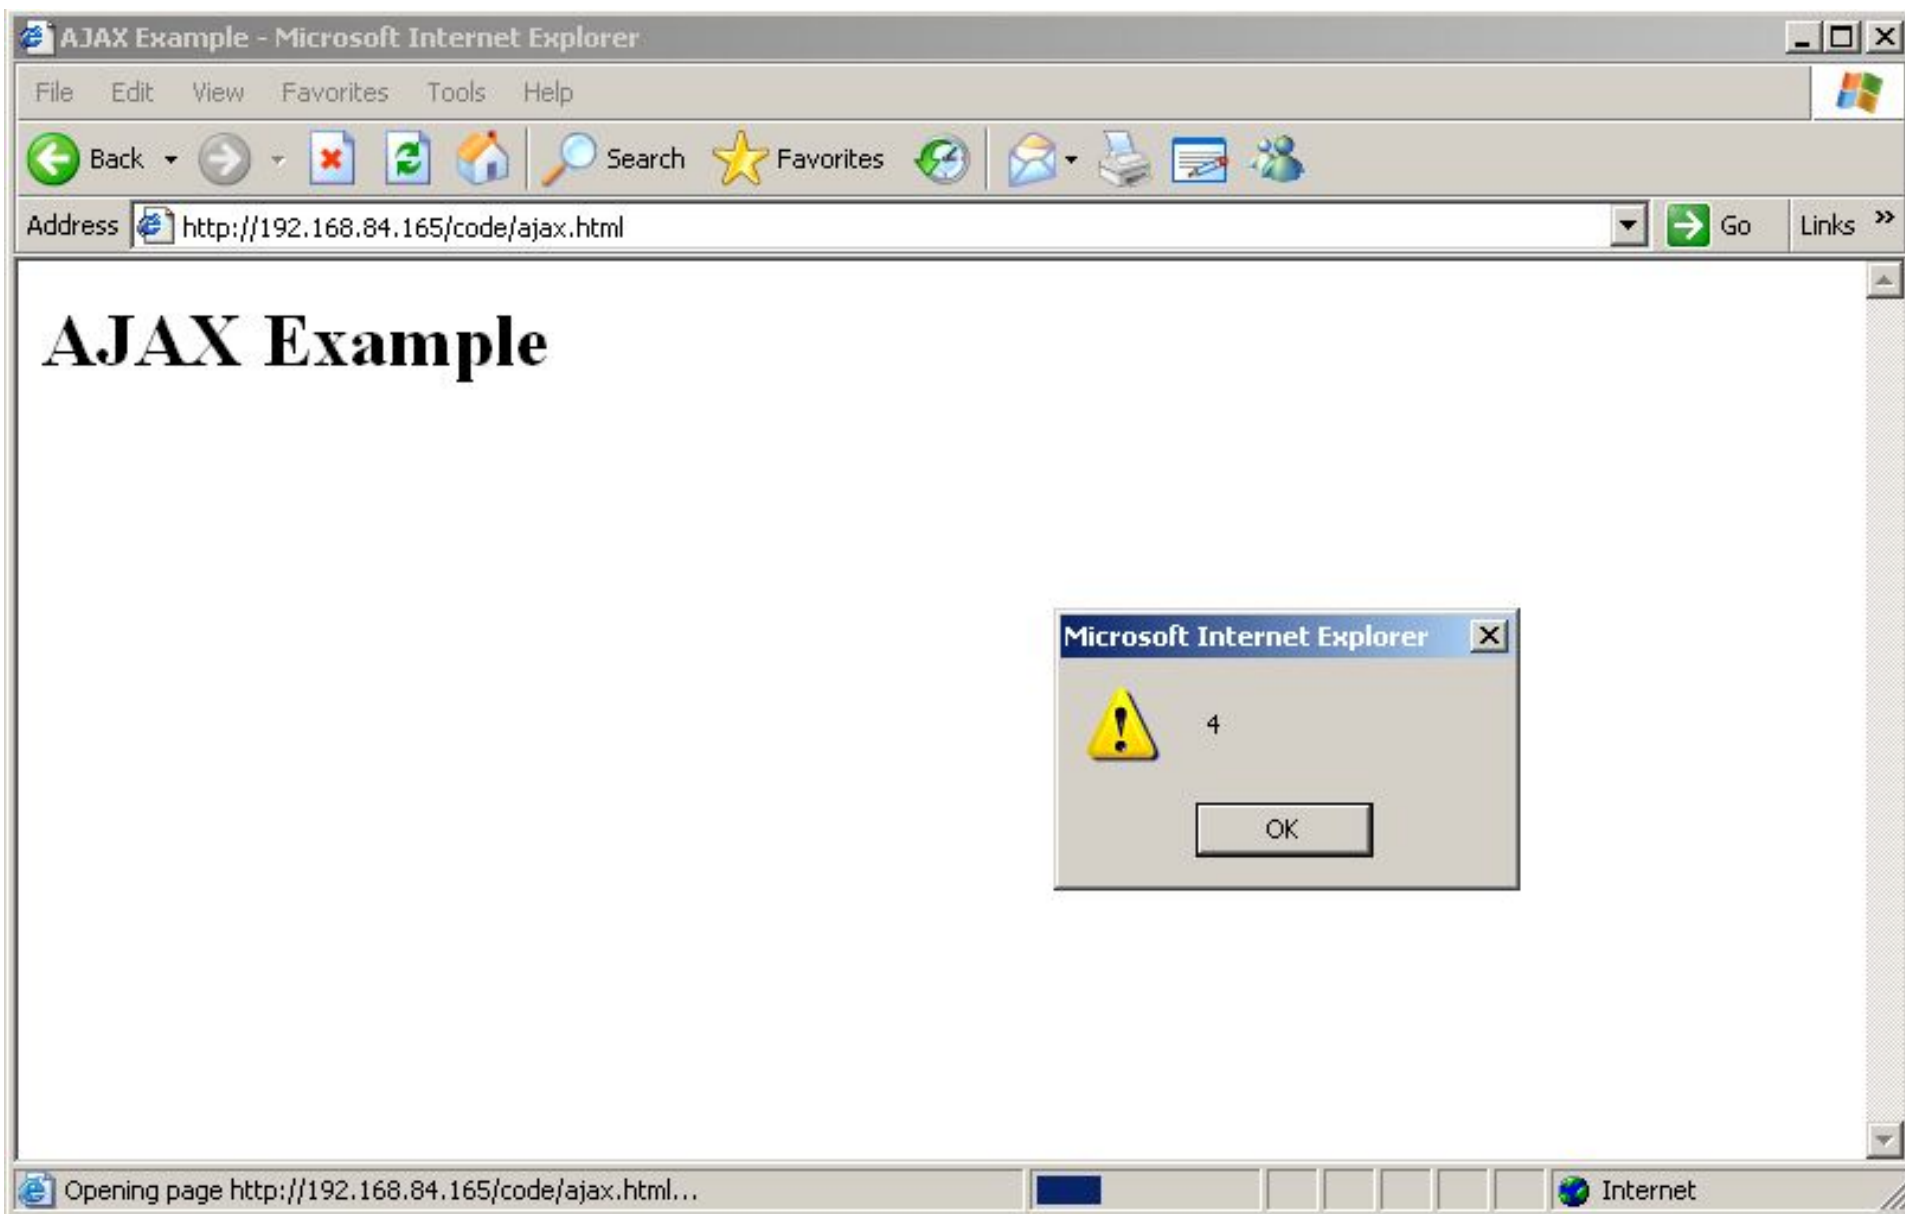 AJAX Example - Microsoft Internet Explorer
File Edit View Favorites Tools Help
Back Search Favorites
Address http://192.168.84.165/code/ajax.html Go Links »
AJAX Example
Microsoft Internet Explorer
4
OK
Opening page http://192.168.84.165/code/ajax.html... Internet